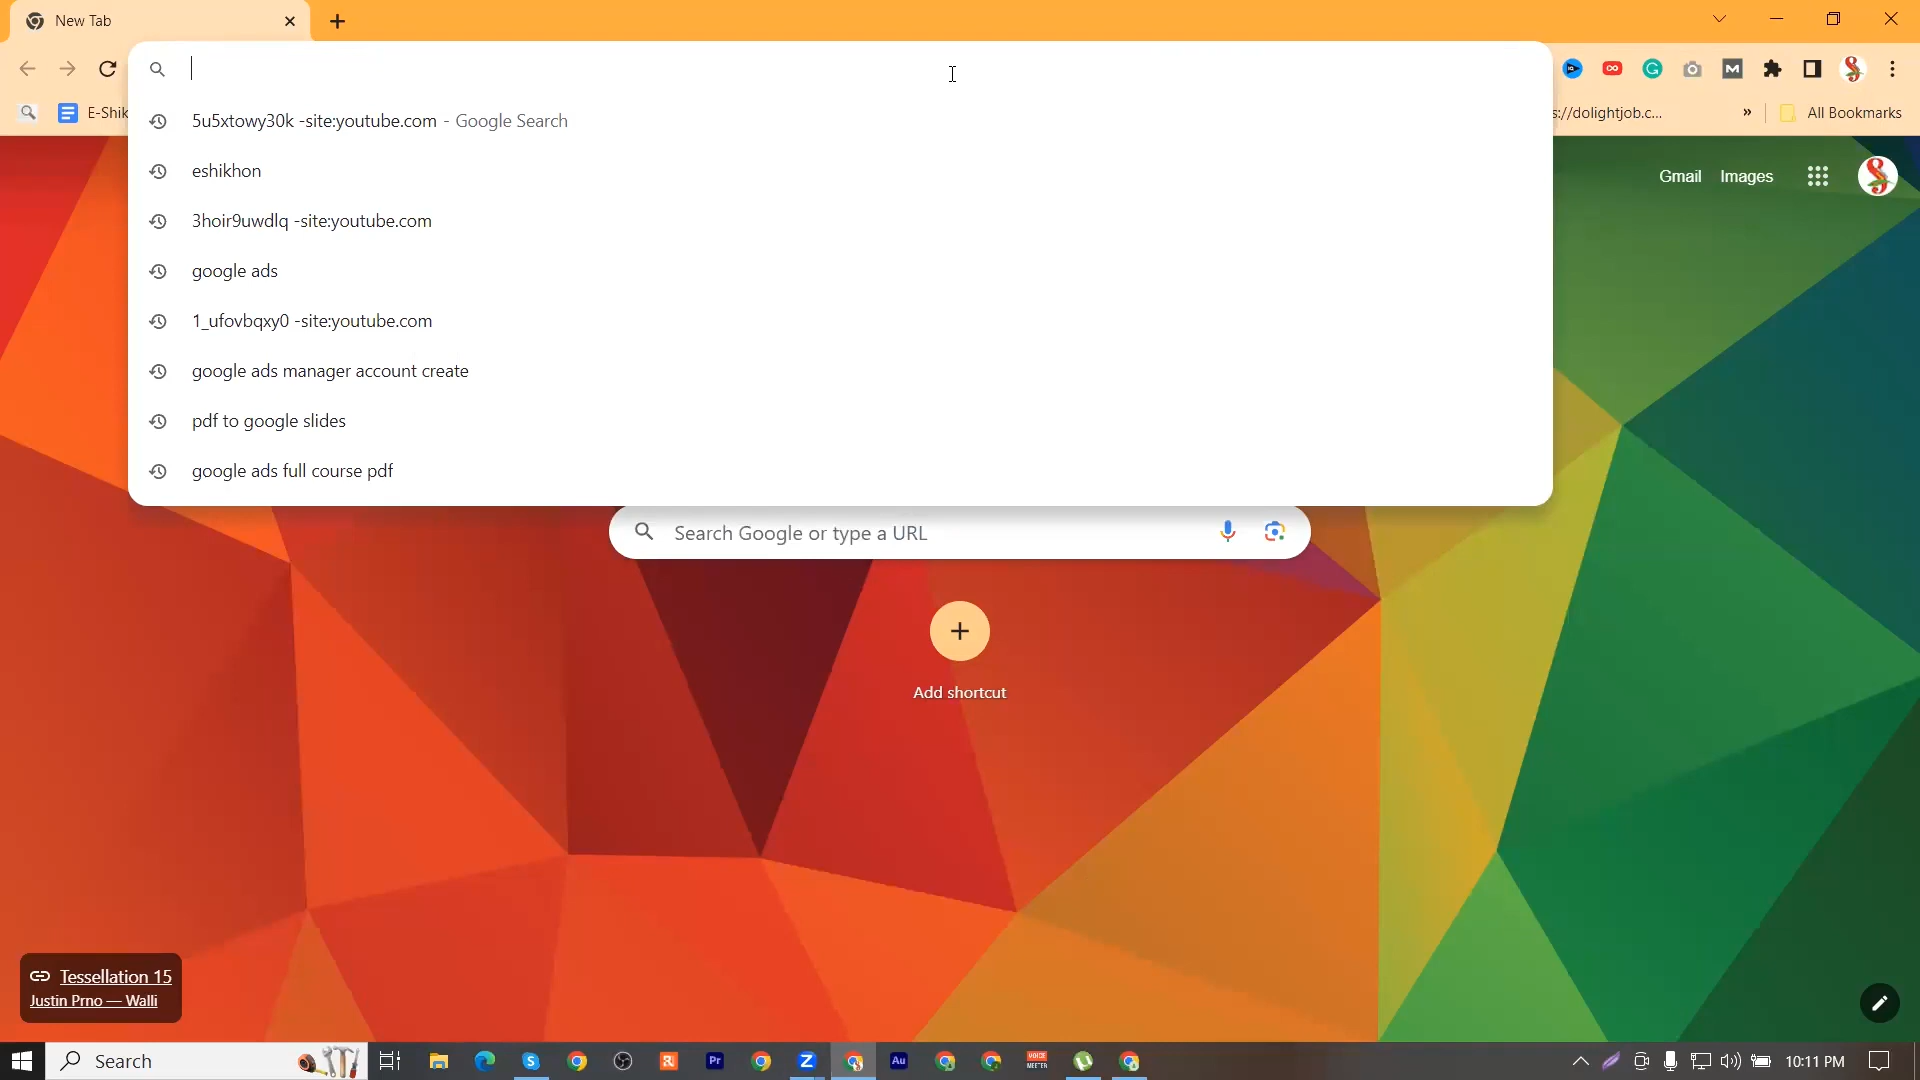 New Tab
E-Shik
s://dolightjob.c...
»
All Bookmarks
5u5xtowy30k -site:youtube.com - Google Search
eshikhon
3hoir9uwdlq -site:youtube.com
google ads
1_ufovbqxy0 -site:youtube.com
google ads manager account create
pdf to google slides
google ads full course pdf
Gmail Images
Search Google or type a URL
Add shortcut
Tessellation 15
Justin Prno — Walli
Search
10:11 PM